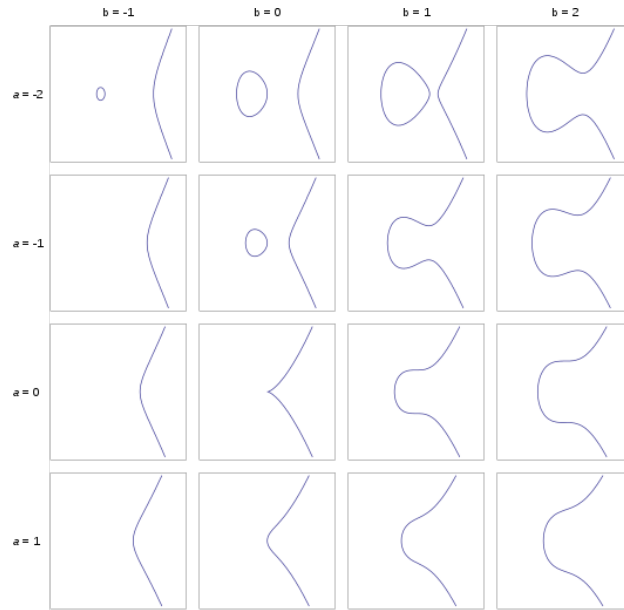 b = -1 b = 0 b = 1 b = 2
a = -2
a = -1
a = 0
a = 1